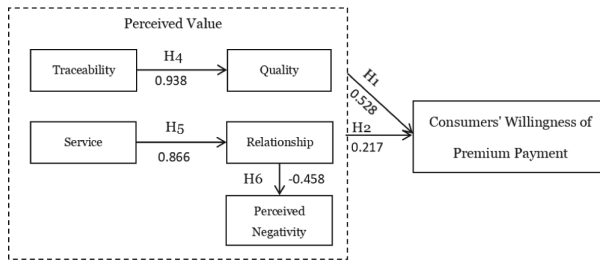 Perceived Value
H4
Traceability
Quality
0.938
H1
0.528
Consumers' Willingness of
Premium Payment
H5
Service
Relationship
0.866
H2
0.217
H6
-0.458
Perceived
Negativity